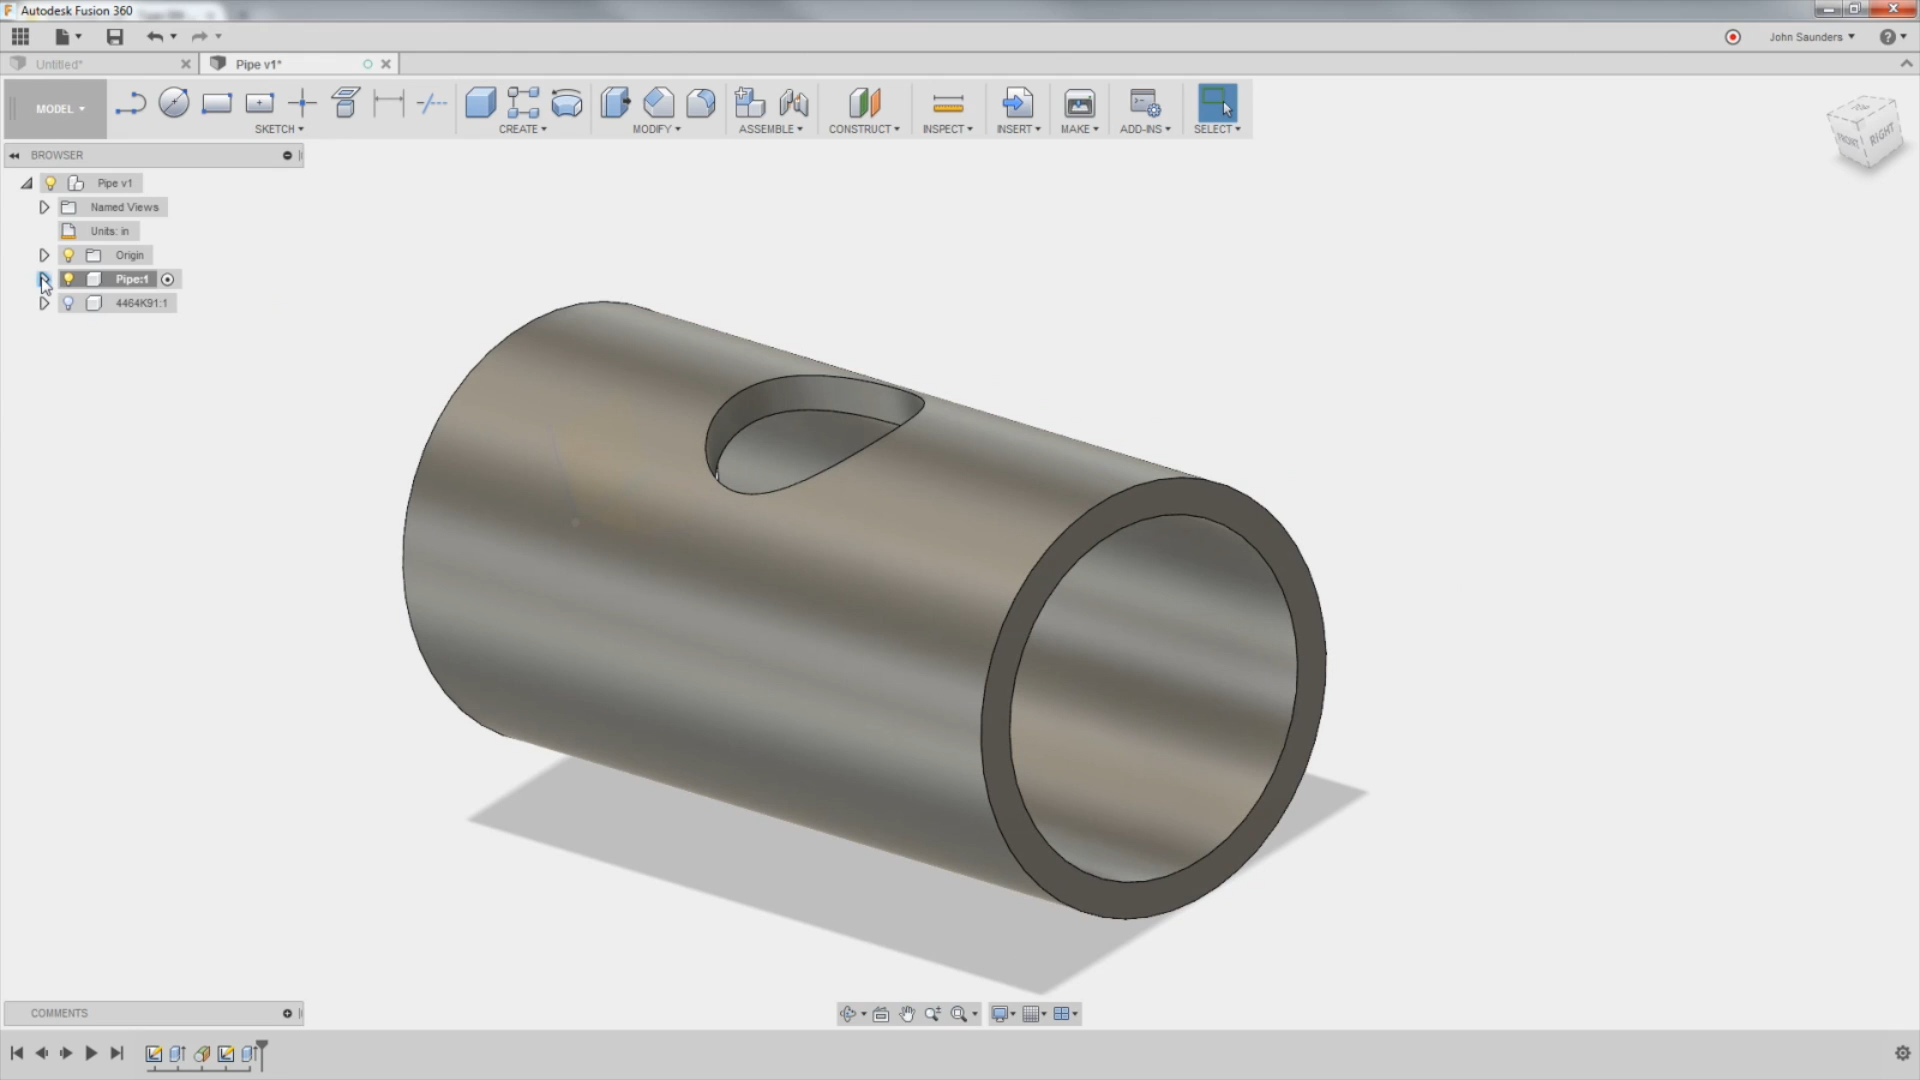 Autodesk Fusion 360
John Saunders
Untitled*
Pipe v1*
MODEL
SKETCH
CREATE
MODIFY
ASSEMBLE
CONSTRUCT
INSPECT
INSERT
MAKE
ADD-INS
SELECT
FRONT
RIGHT
BROWSER
Pipe v1
Named Views
Units: in
Origin
Pipe:1
4464K91:1
COMMENTS